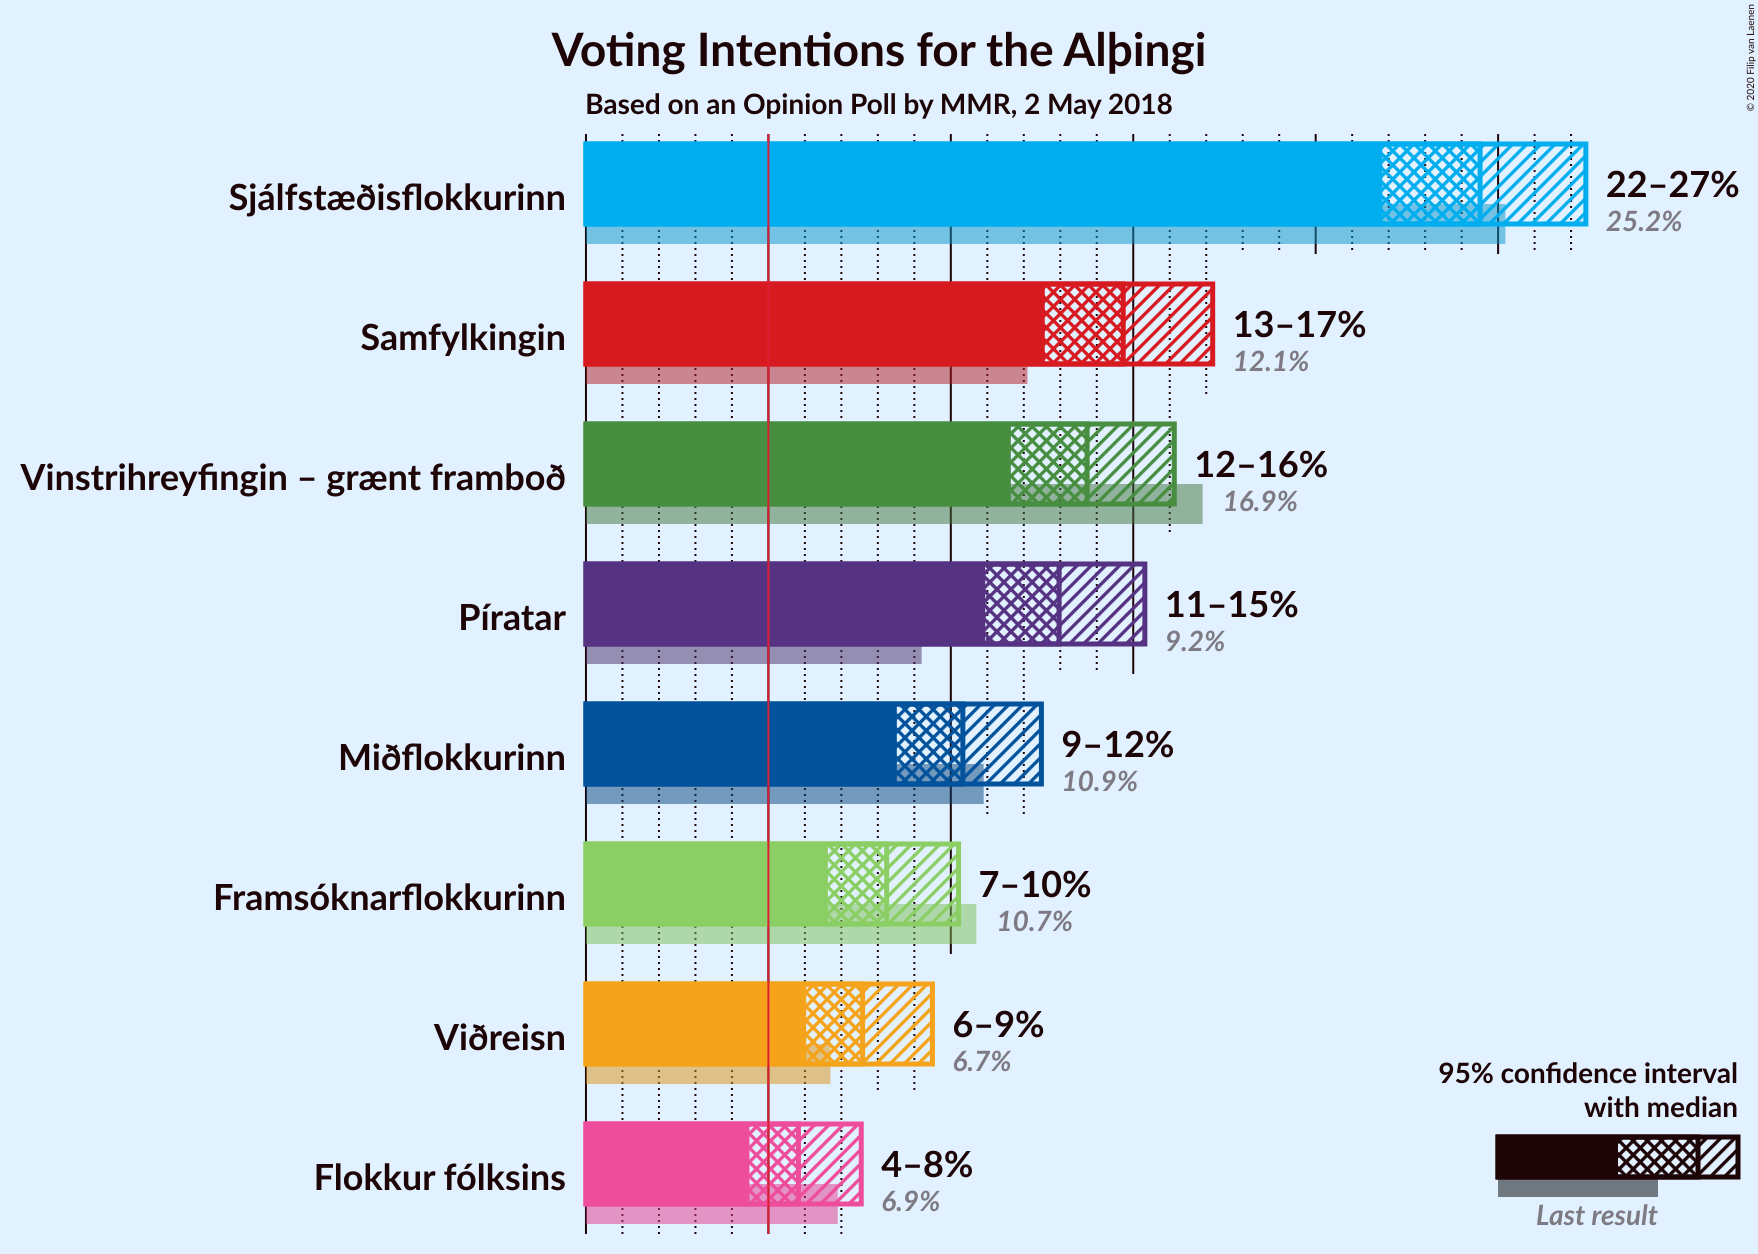 Voting Intentions for the Alþingi
Based on an Opinion Poll by MMR, 2 May 2018
© 2020 Filip van Laenen
Sjálfstæðisflokkurinn
22–27%
25.2%
Samfylkingin
13–17%
12.1%
Vinstrihreyfingin – grænt framboð
12–16%
16.9%
Píratar
11–15%
9.2%
Miðflokkurinn
9–12%
10.9%
Framsóknarflokkurinn
7–10%
10.7%
Viðreisn
6–9%
6.7%
Flokkur fólksins
4–8%
6.9%
95% confidence interval
with median
Last result